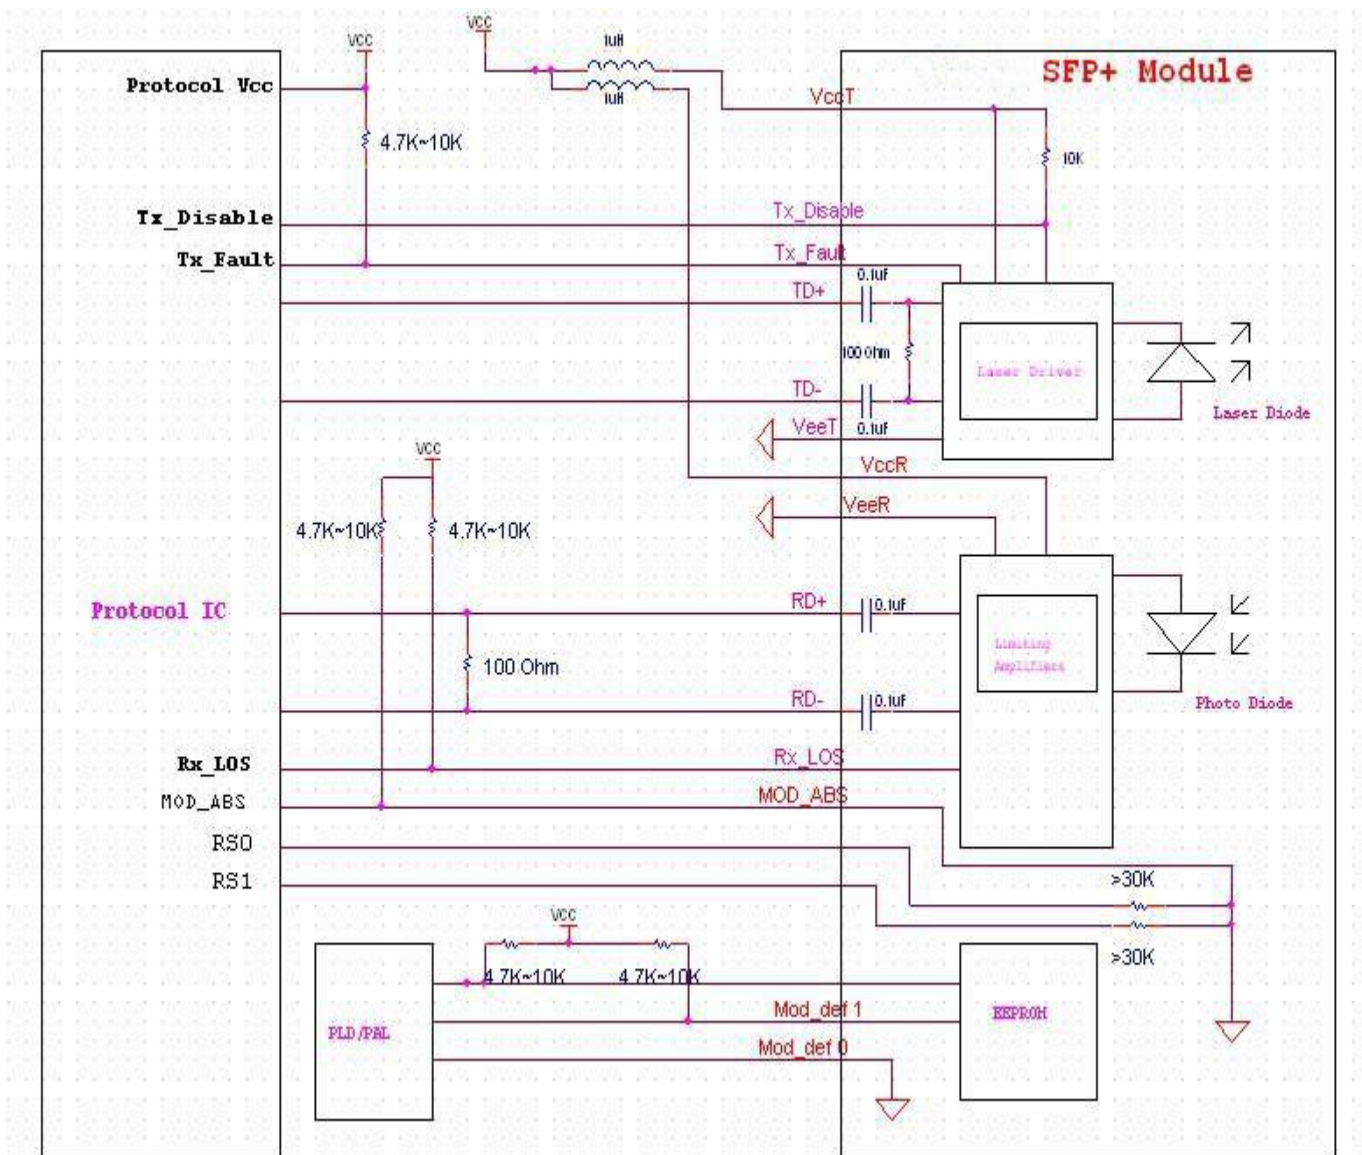 VCC
VCC
1uH
1uH
SFP+ Module
Protocol Vcc
VccT
4.7K~10K
10K
Tx_Disable
Tx_Disable
Tx_Fault
Tx_Fault
0.1uf
TD+
100 Ohm
Laser Driver
TD-
Laser Diode
VeeT
0.1uf
VCC
VccR
VeeR
4.7K~10K
4.7K~10K
Protocol IC
RD+
0.1uf
100 Ohm
Limiting
Amplifiers
RD-
0.1uf
Photo Diode
Rx_LOS
Rx_LOS
MOD_ABS
MOD_ABS
RS0
RS1
>30K
VCC
>30K
4.7K~10K
4.7K~10K
Mod_def 1
EEPROM
PLD/PAL
Mod_def 0